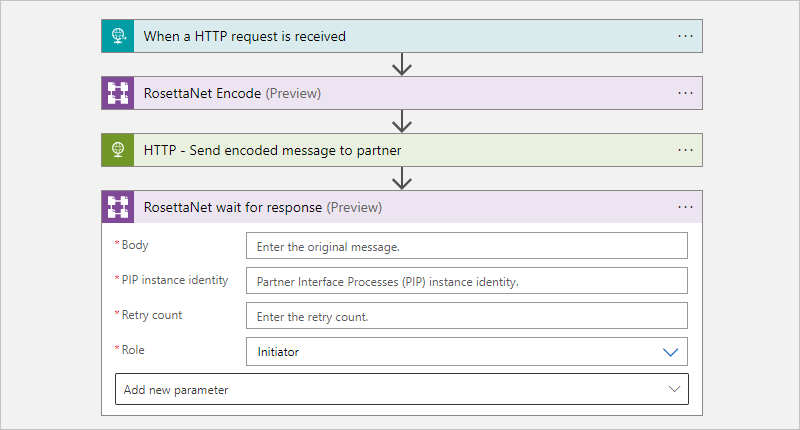 When a HTTP request is received
RosettaNet Encode (Preview)
HTTP - Send encoded message to partner
RosettaNet wait for response (Preview)
*Body Enter the original message.
*PIP instance identity Partner Interface Processes (PIP) instance identity.
*Retry count Enter the retry count.
*Role Initiator
Add new parameter